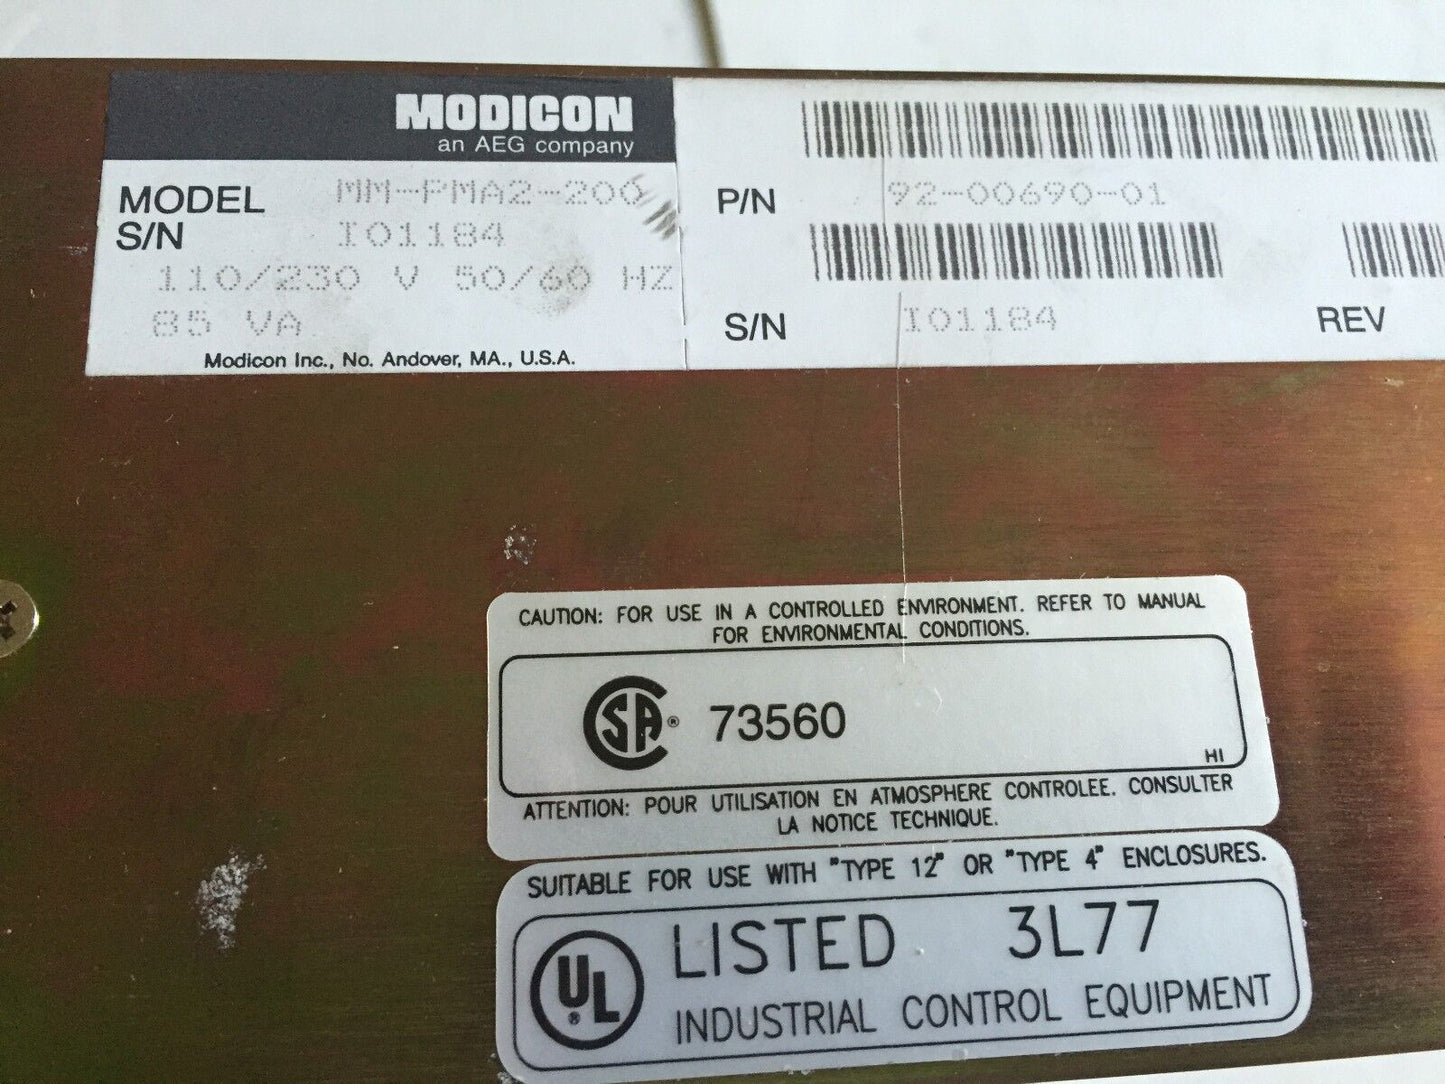 MODICON
an AEG company
MODEL MM-PMA2-200
S/N I01184
110/230 V 50/60 HZ
85 VA
Modicon Inc., No. Andover, MA., U.S.A.
P/N 92-00690-01
S/N I01184 REV
CAUTION: FOR USE IN A CONTROLLED ENVIRONMENT. REFER TO MANUAL
FOR ENVIRONMENTAL CONDITIONS.
CSA ® 73560
HI
ATTENTION: POUR UTILISATION EN ATMOSPHERE CONTROLEE. CONSULTER
LA NOTICE TECHNIQUE.
SUITABLE FOR USE WITH "TYPE 12" OR "TYPE 4" ENCLOSURES.
UL ® LISTED 3L77
INDUSTRIAL CONTROL EQUIPMENT